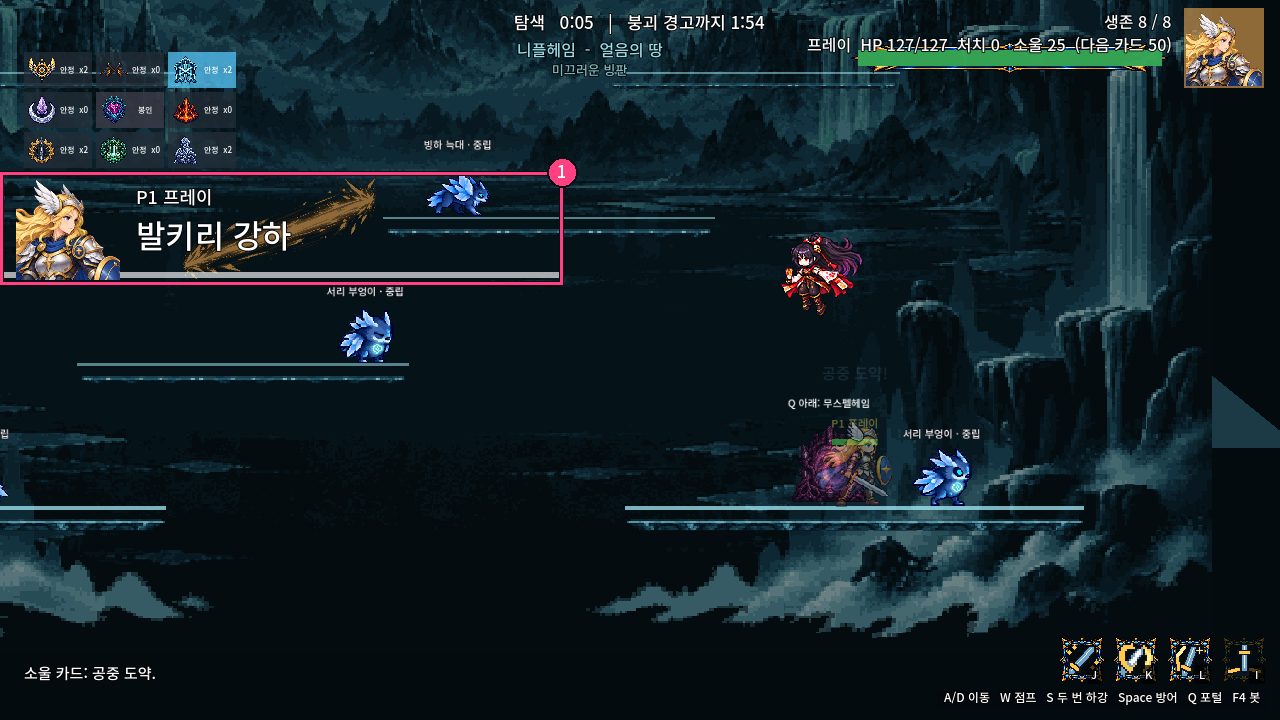 탐색 0:05 | 붕괴 경고까지 1:54
니플헤임 - 얼음의 땅
미끄러운 빙판
생존 8 / 8
프레이 HP 127/127 처치 0 · 소울 25 (다음 카드 50)
안정 x2 안정 x0 안정 x2
안정 x0 봉인 안정 x0
안정 x2 안정 x0 안정 x2
빙하 늑대 · 중립
1
P1 프레이
발키리 강하
서리 부엉이 · 중립
공중 도약!
Q 아래: 무스펠헤임
P1 프레이
서리 부엉이 · 중립
립
소울 카드: 공중 도약.
J K L I
A/D 이동 W 점프 S 두 번 하강 Space 방어 Q 포털 F4 봇